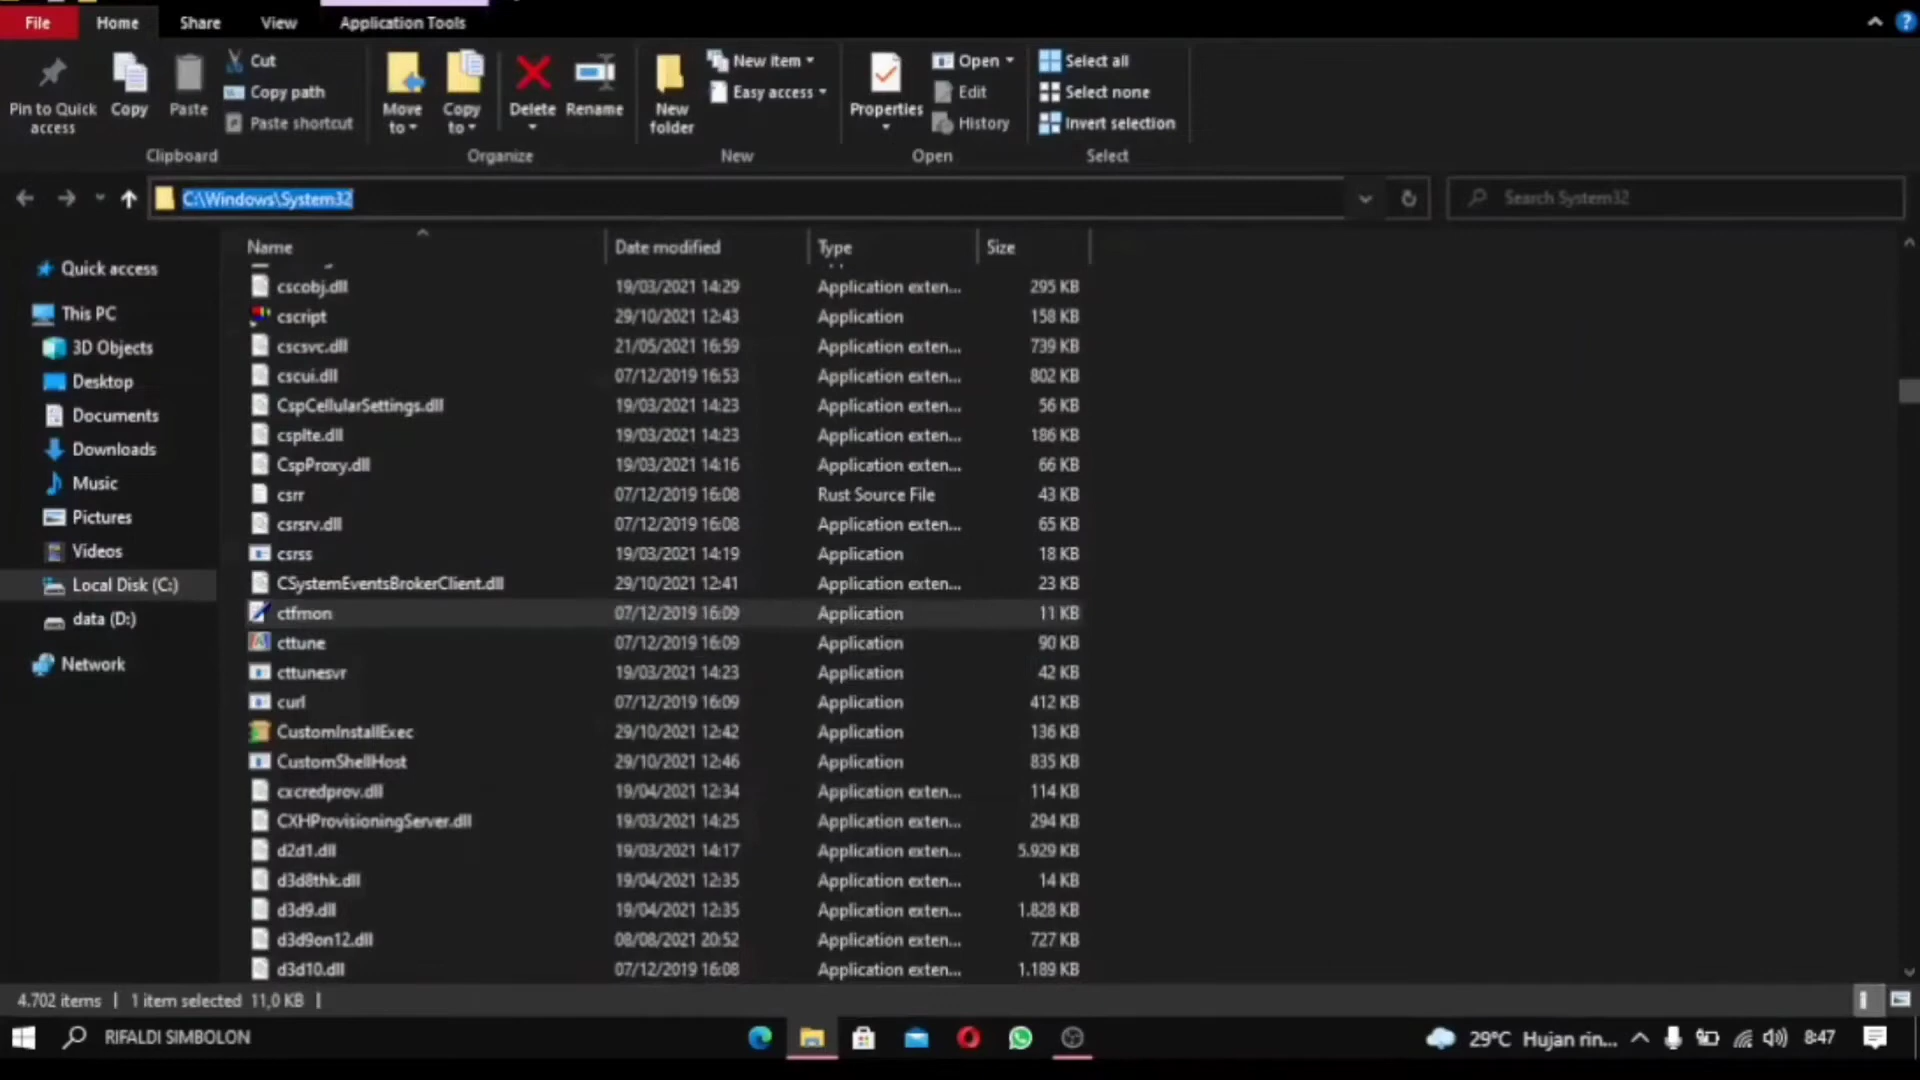 File Home Share View Application Tools
Pin to Quick access
Copy
Paste
Cut
Copy path
Paste shortcut
Clipboard
Move to
Copy to
Delete
Rename
Organize
New folder
New item
Easy access
New
Properties
Open
Edit
History
Open
Select all
Select none
Invert selection
Select
C:\Windows\System32
Search System32
Quick access
This PC
3D Objects
Desktop
Documents
Downloads
Music
Pictures
Videos
Local Disk (C:)
data (D:)
Network
Name Date modified Type Size
cscobj.dll 19/03/2021 14:29 Application exten... 295 KB
cscript 29/10/2021 12:43 Application 158 KB
cscsvc.dll 21/05/2021 16:59 Application exten... 739 KB
cscui.dll 07/12/2019 16:53 Application exten... 802 KB
CspCellularSettings.dll 19/03/2021 14:23 Application exten... 56 KB
csplte.dll 19/03/2021 14:23 Application exten... 186 KB
CspProxy.dll 19/03/2021 14:16 Application exten... 66 KB
csrr 07/12/2019 16:08 Rust Source File 43 KB
csrsrv.dll 07/12/2019 16:08 Application exten... 65 KB
csrss 19/03/2021 14:19 Application 18 KB
CSystemEventsBrokerClient.dll 29/10/2021 12:41 Application exten... 23 KB
ctfmon 07/12/2019 16:09 Application 11 KB
cttune 07/12/2019 16:09 Application 90 KB
cttunesvr 19/03/2021 14:23 Application 42 KB
curl 07/12/2019 16:09 Application 412 KB
CustomInstallExec 29/10/2021 12:42 Application 136 KB
CustomShellHost 29/10/2021 12:46 Application 835 KB
cxcredprov.dll 19/04/2021 12:34 Application exten... 114 KB
CXHProvisioningServer.dll 19/03/2021 14:25 Application exten... 294 KB
d2d1.dll 19/03/2021 14:17 Application exten... 5.929 KB
d3d8thk.dll 19/04/2021 12:35 Application exten... 14 KB
d3d9.dll 19/04/2021 12:35 Application exten... 1.828 KB
d3d9on12.dll 08/08/2021 20:52 Application exten... 727 KB
d3d10.dll 07/12/2019 16:08 Application exten... 1.189 KB
4.702 items | 1 item selected 11,0 KB |
RIFALDI SIMBOLON
29°C Hujan rin... 8:47